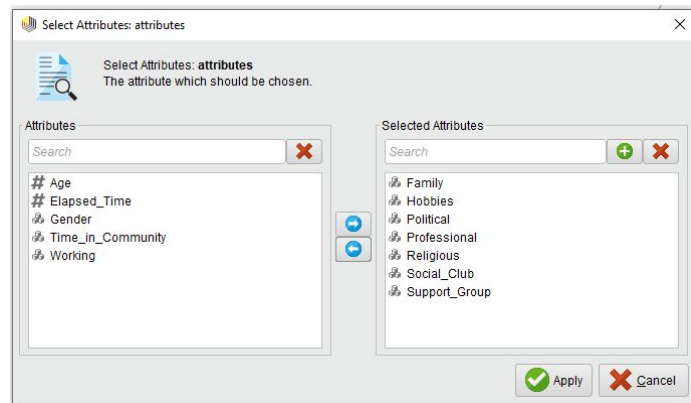 Select Attributes: attributes
Select Attributes: attributes
The attribute which should be chosen.
Attributes
Search
# Age
# Elapsed_Time
Gender
Time_in_Community
Working
Selected Attributes
Search
Family
Hobbies
Political
Professional
Religious
Social_Club
Support_Group
Apply
Cancel